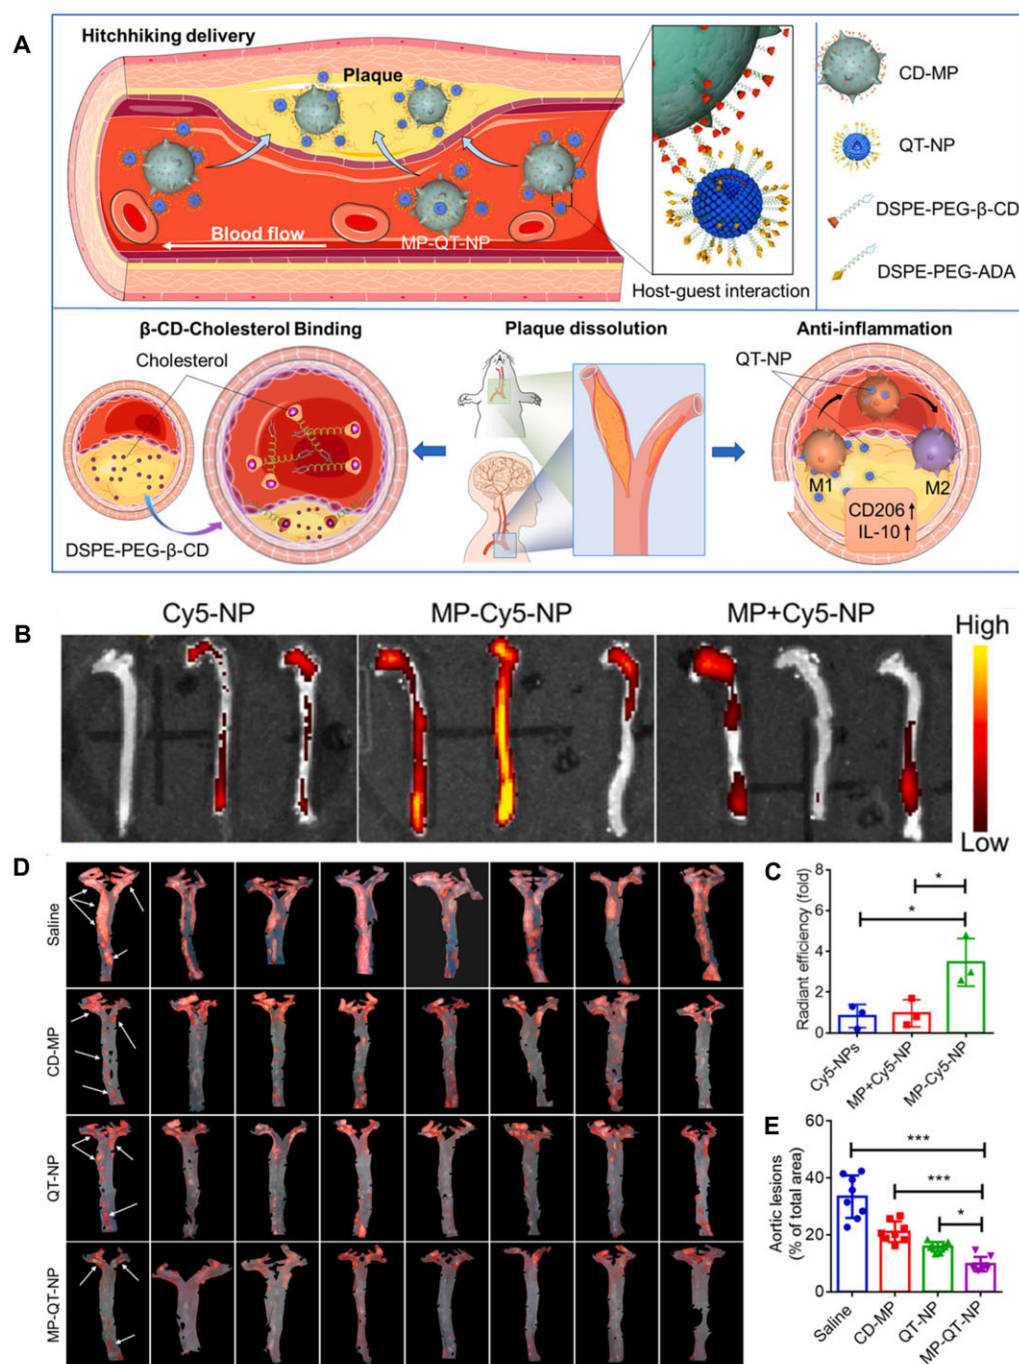 A
Hitchhiking delivery
Plaque
Blood flow
MP-QT-NP
Host-guest interaction
CD-MP
QT-NP
DSPE-PEG-β-CD
DSPE-PEG-ADA
β-CD-Cholesterol Binding
Cholesterol
DSPE-PEG-β-CD
Plaque dissolution
Anti-inflammation
QT-NP
M1
M2
CD206↑
IL-10↑
B
Cy5-NP
MP-Cy5-NP
MP+Cy5-NP
High
Low
D
Saline
CD-MP
QT-NP
MP-QT-NP
C
Radiant efficiency (fold)
8
6
4
2
0
*
*
Cy5-NPs
MP+Cy5-NP
MP-Cy5-NP
E
Aortic lesions
(% of total area)
60
40
20
0
***
***
*
Saline
CD-MP
QT-NP
MP-QT-NP